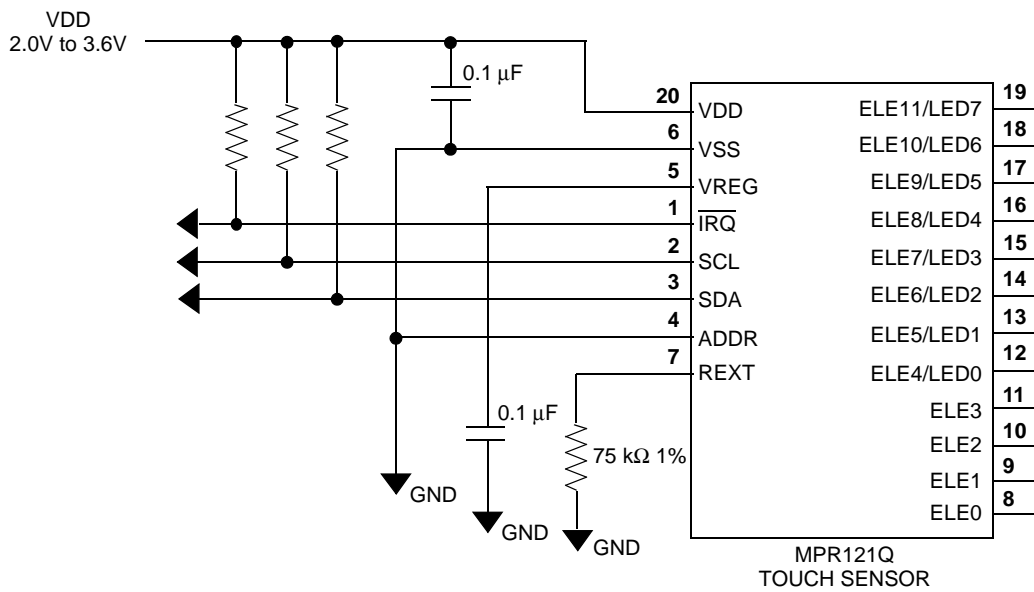 VDD
2.0V to 3.6V
0.1 μF
20
VDD
6
VSS
5
VREG
1
IRQ
2
SCL
3
SDA
4
ADDR
7
REXT
ELE11/LED7
19
ELE10/LED6
18
ELE9/LED5
17
ELE8/LED4
16
ELE7/LED3
15
ELE6/LED2
14
ELE5/LED1
13
ELE4/LED0
12
ELE3
11
ELE2
10
ELE1
9
ELE0
8
0.1 μF
75 kΩ 1%
GND
GND
GND
MPR121Q
TOUCH SENSOR